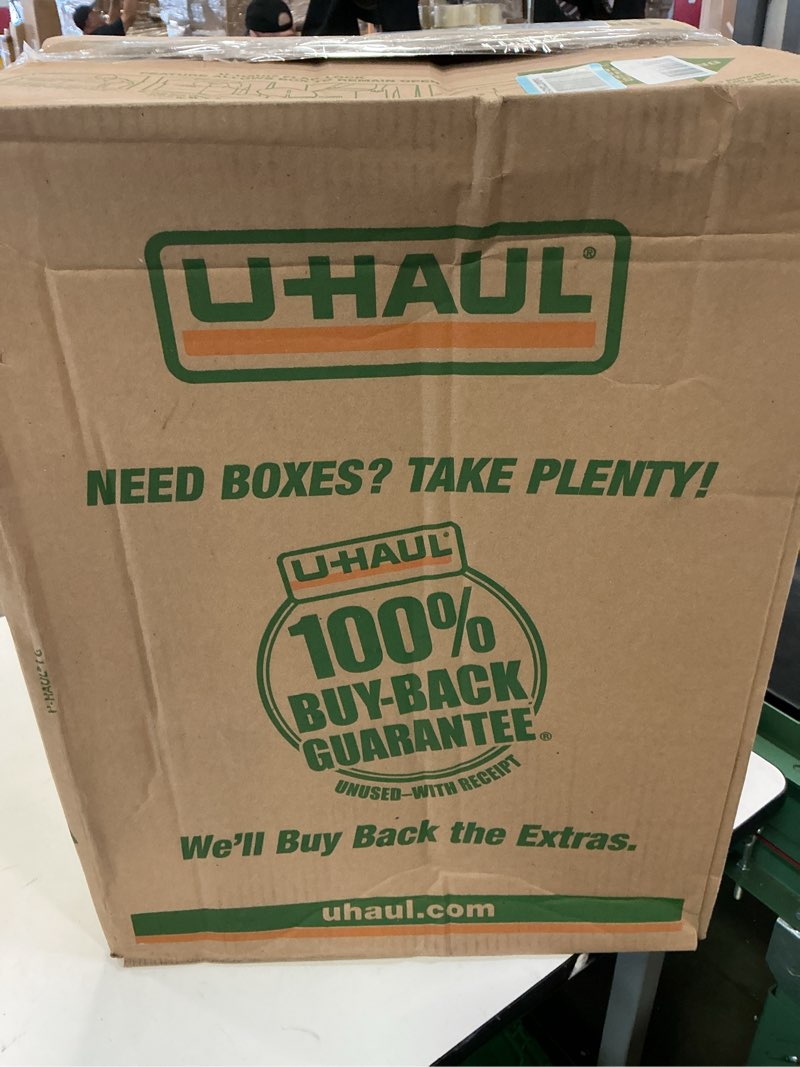 U-HAUL®
NEED BOXES? TAKE PLENTY!
U-HAUL®
100%
BUY-BACK
GUARANTEE®
UNUSED–WITH RECEIPT
We'll Buy Back the Extras.
uhaul.com